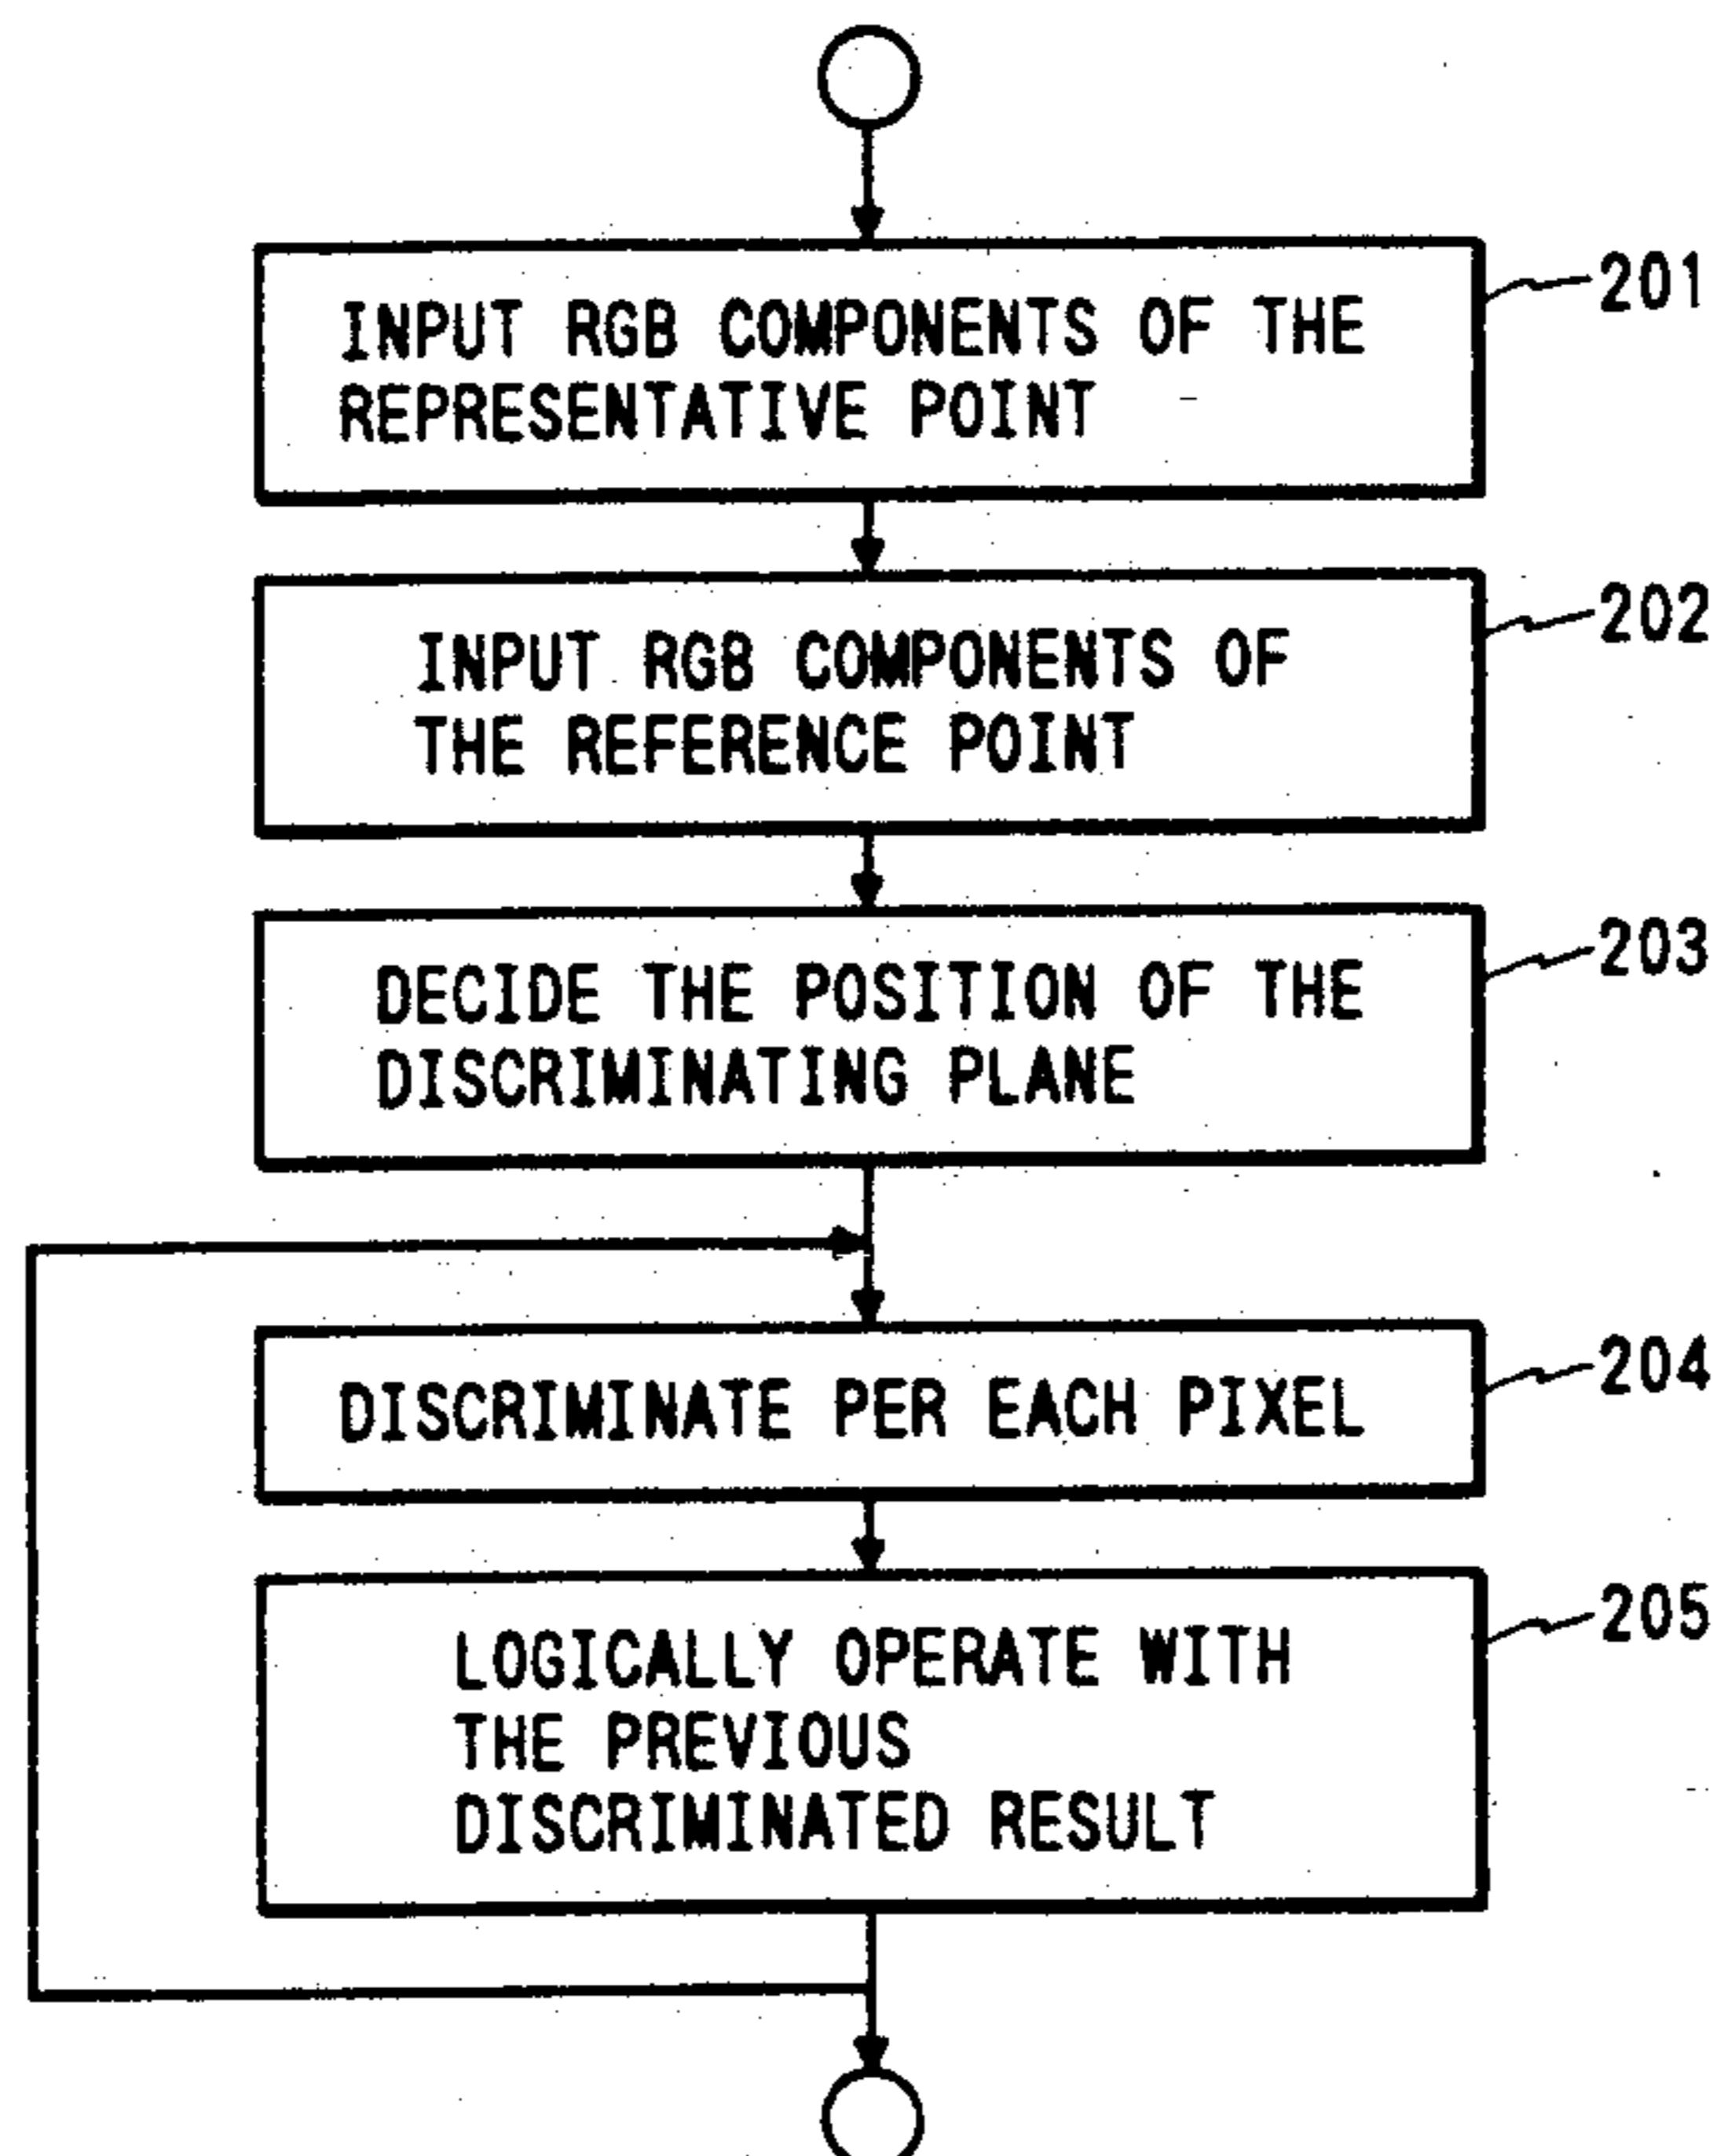 INPUT RGB COMPONENTS OF THE
REPRESENTATIVE POINT
201
INPUT RGB COMPONENTS OF
THE REFERENCE POINT
202
DECIDE THE POSITION OF THE
DISCRIMINATING PLANE
203
DISCRIMINATE PER EACH PIXEL
204
LOGICALLY OPERATE WITH
THE PREVIOUS
DISCRIMINATED RESULT
205